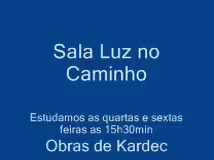 Sala Luz no
Caminho
Estudamos as quartas e sextas
feiras as 15h30min
Obras de Kardec